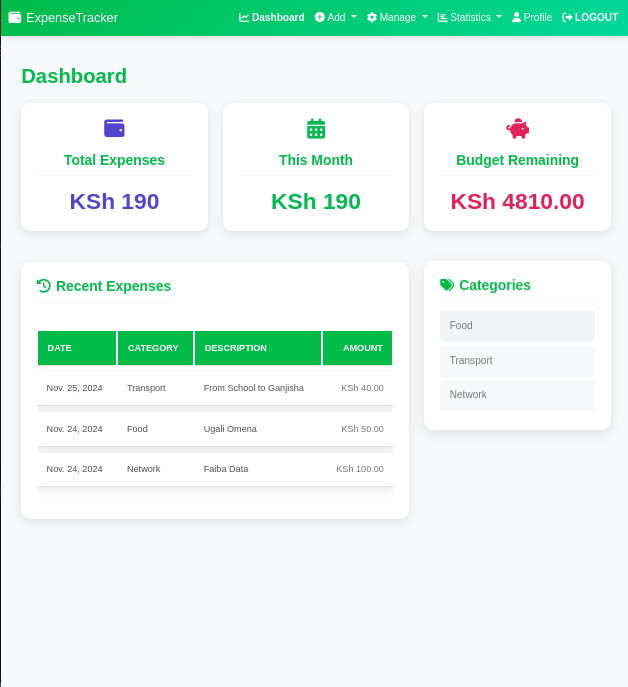 ExpenseTracker Dashboard Add Manage Statistics Profile LOGOUT
Dashboard
Total Expenses
KSh 190
This Month
KSh 190
Budget Remaining
KSh 4810.00
Recent Expenses
DATE CATEGORY DESCRIPTION AMOUNT
Nov. 25, 2024 Transport From School to Ganjisha KSh 40.00
Nov. 24, 2024 Food Ugali Omena KSh 50.00
Nov. 24, 2024 Network Faiba Data KSh 100.00
Categories
Food
Transport
Network